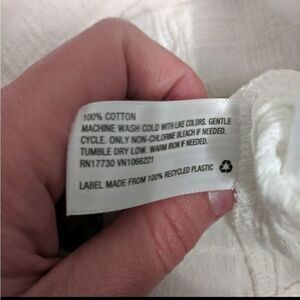 100% COTTON
MACHINE WASH COLD WITH LIKE COLORS. GENTLE
CYCLE. ONLY NON-CHLORINE BLEACH IF NEEDED.
TUMBLE DRY LOW. WARM IRON IF NEEDED.
RN17730 VN1066221
LABEL MADE FROM 100% RECYCLED PLASTIC